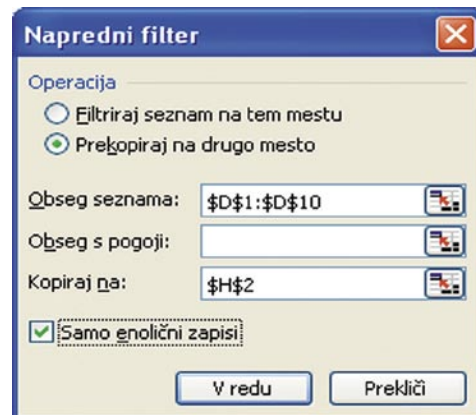 Napredni filter
Operacija
Filtriraj seznam na tem mestu
Prekopiraj na drugo mesto
Obseg seznama: $D$1:$D$10
Obseg s pogoji:
Kopiraj na: $H$2
Samo enolični zapisi
V redu Prekliči